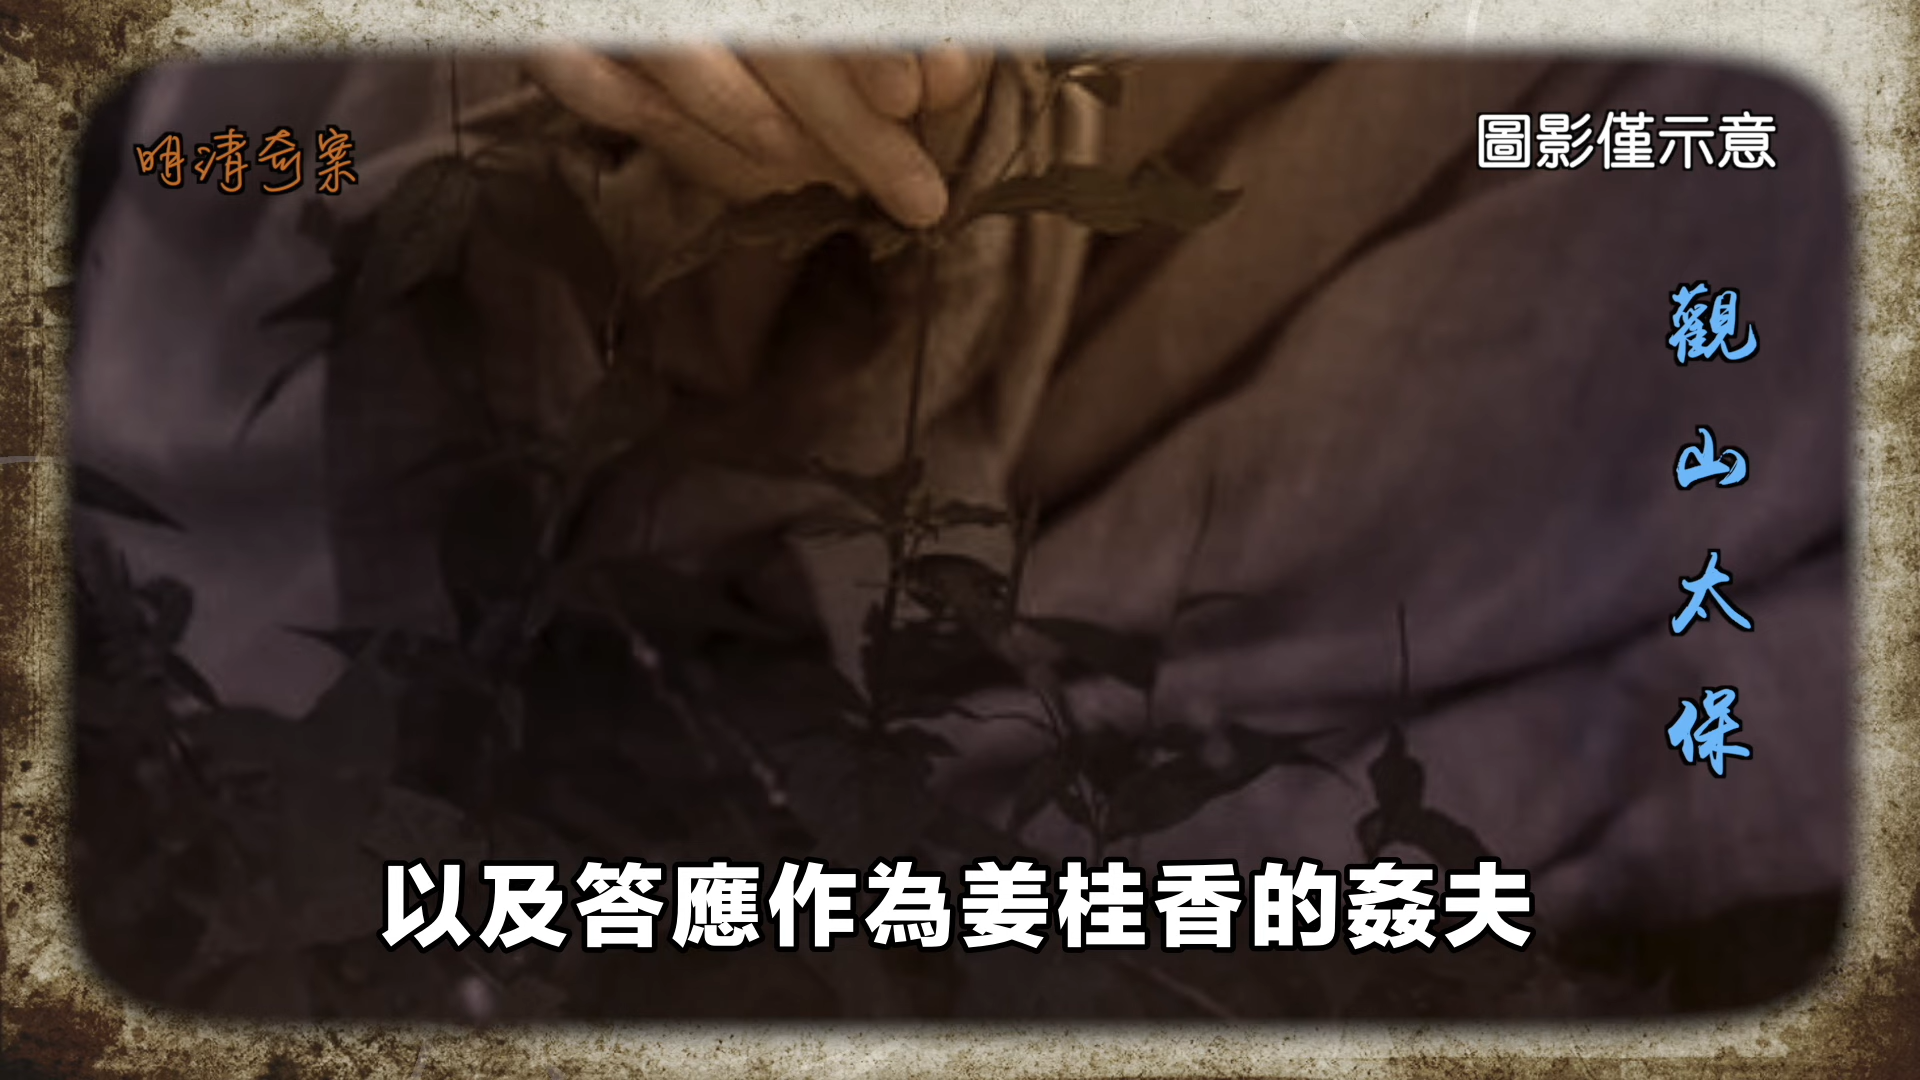 明清奇案
圖影僅示意
觀山太保
以及答應作為姜桂香的姦夫